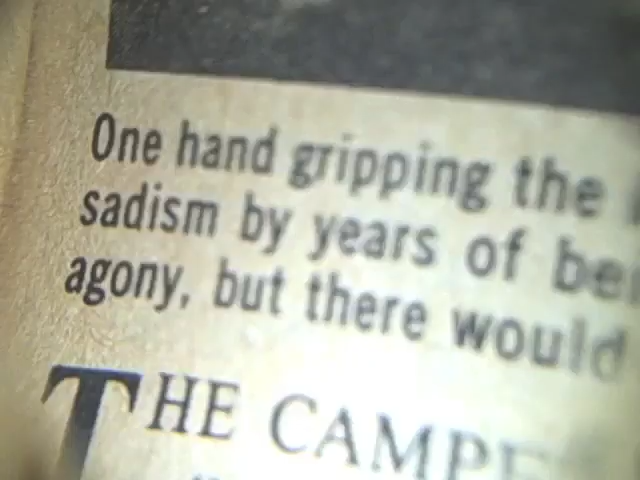 One hand gripping the
sadism by years of be
agony, but there would
THE CAMPE